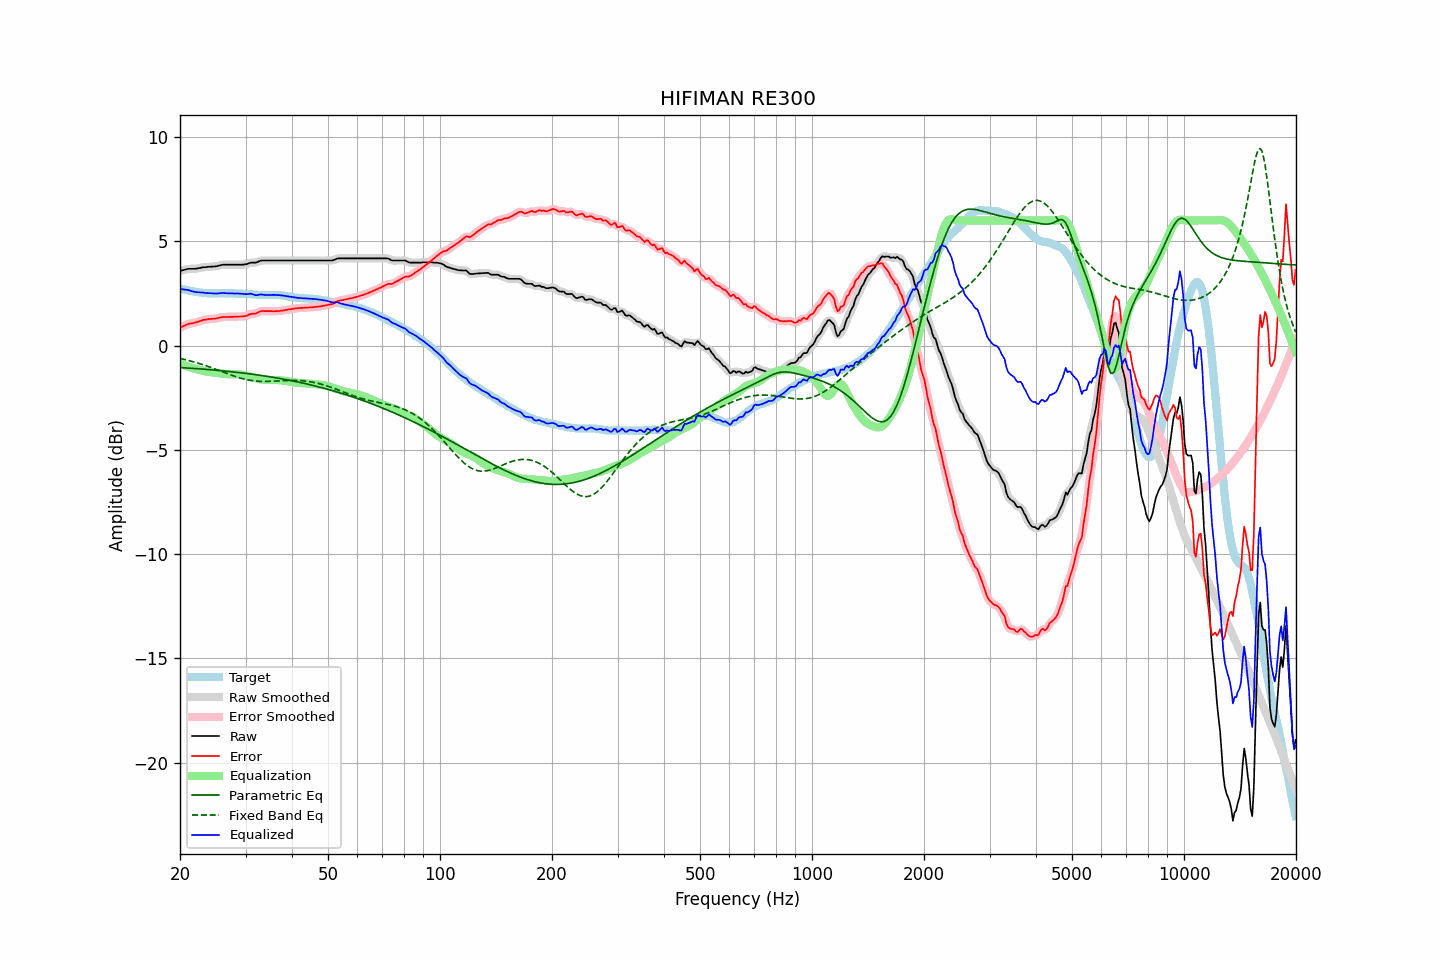 HIFIMAN RE300
10
5
0
−5
−10
−15
−20
Amplitude (dBr)
Target
Raw Smoothed
Error Smoothed
Raw
Error
Equalization
Parametric Eq
Fixed Band Eq
Equalized
20 50 100 200 500 1000 2000 5000 10000 20000
Frequency (Hz)